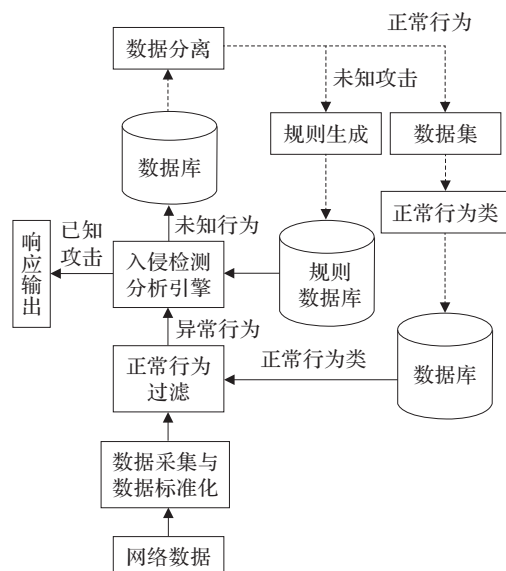 正常行为
数据分离
未知攻击
规则生成
数据集
数据库
正常行为类
未知行为
已知
攻击
响应输出
入侵检测
分析引擎
规则
数据库
异常行为
正常行为类
数据库
正常行为
过滤
数据采集与
数据标准化
网络数据